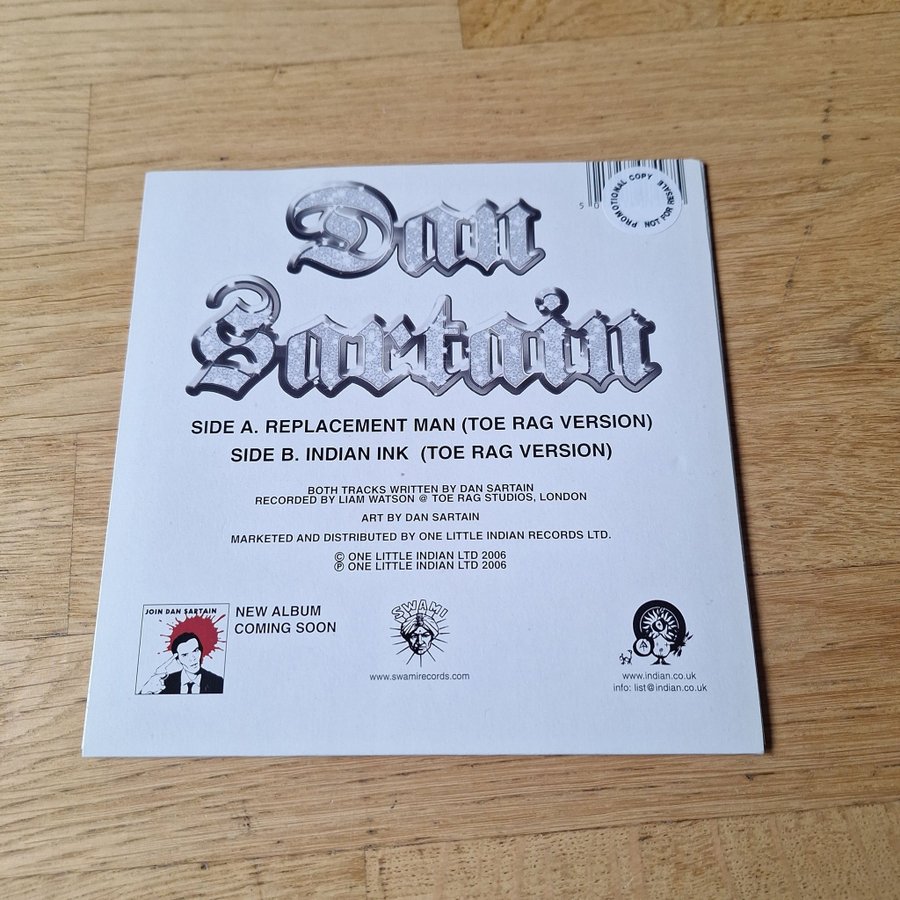 PROMOTIONAL COPY
NOT FOR RESALE
5 0
Dan
Sartain
SIDE A. REPLACEMENT MAN (TOE RAG VERSION)
SIDE B. INDIAN INK (TOE RAG VERSION)
BOTH TRACKS WRITTEN BY DAN SARTAIN
RECORDED BY LIAM WATSON @ TOE RAG STUDIOS, LONDON
ART BY DAN SARTAIN
MARKETED AND DISTRIBUTED BY ONE LITTLE INDIAN RECORDS LTD.
© ONE LITTLE INDIAN LTD 2006
℗ ONE LITTLE INDIAN LTD 2006
JOIN DAN SARTAIN
NEW ALBUM
COMING SOON
SWAMI
www.swamirecords.com
www.indian.co.uk
info: list@indian.co.uk